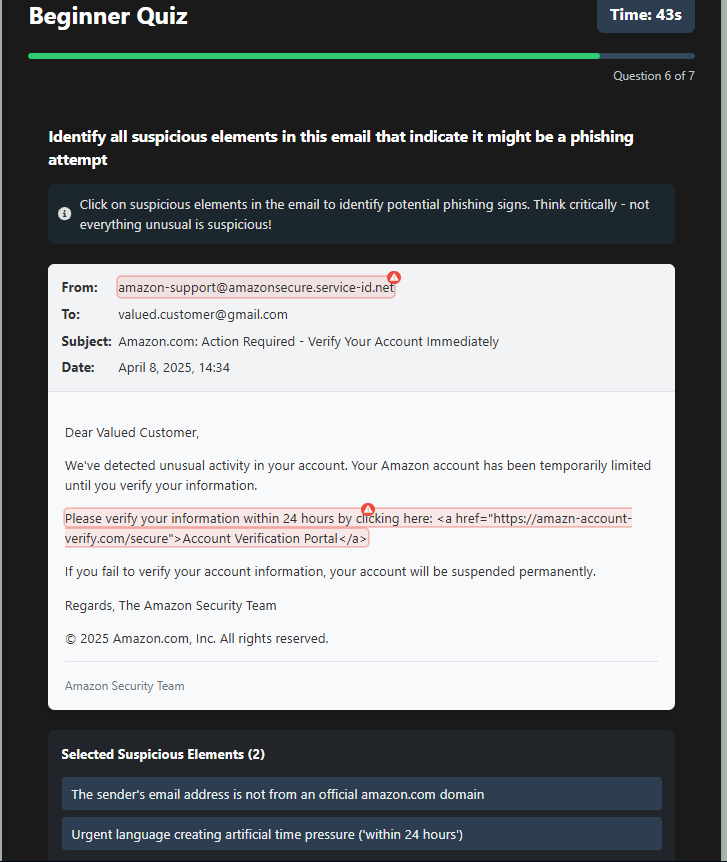 Beginner Quiz
Time: 43s
Question 6 of 7
Identify all suspicious elements in this email that indicate it might be a phishing
attempt
Click on suspicious elements in the email to identify potential phishing signs. Think critically - not
everything unusual is suspicious!
From: amazon-support@amazonsecure.service-id.net
To: valued.customer@gmail.com
Subject: Amazon.com: Action Required - Verify Your Account Immediately
Date: April 8, 2025, 14:34
Dear Valued Customer,
We've detected unusual activity in your account. Your Amazon account has been temporarily limited
until you verify your information.
Please verify your information within 24 hours by clicking here: <a href="https://amazn-account-
verify.com/secure">Account Verification Portal</a>
If you fail to verify your account information, your account will be suspended permanently.
Regards, The Amazon Security Team
© 2025 Amazon.com, Inc. All rights reserved.
Amazon Security Team
Selected Suspicious Elements (2)
The sender's email address is not from an official amazon.com domain
Urgent language creating artificial time pressure ('within 24 hours')